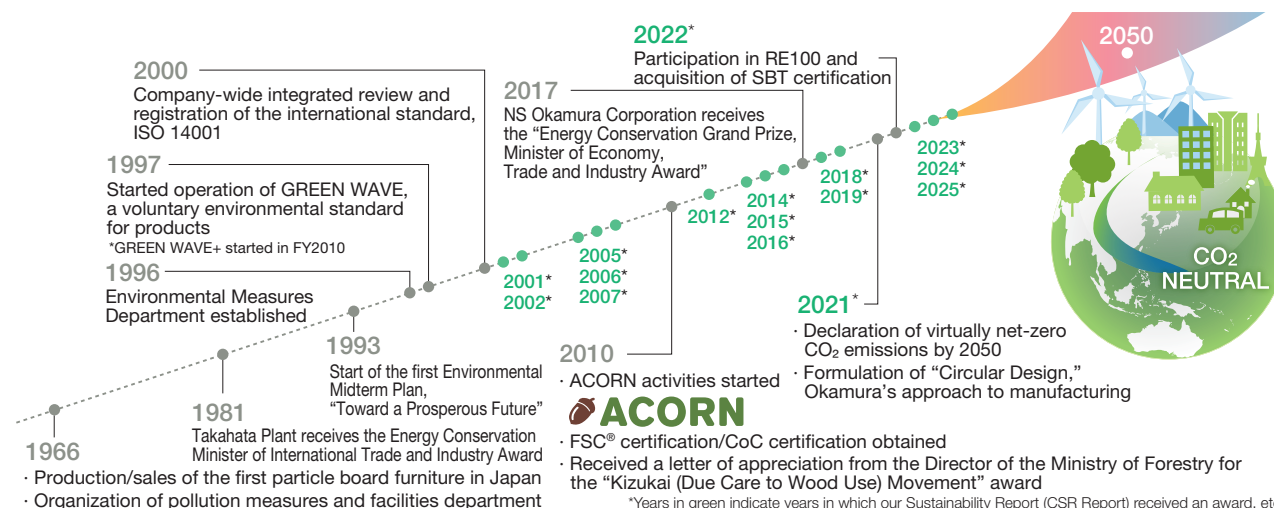 1966
· Production/sales of the first particle board furniture in Japan
· Organization of pollution measures and facilities department
1981
Takahata Plant receives the Energy Conservation
Minister of International Trade and Industry Award
1993
Start of the first Environmental
Midterm Plan,
“Toward a Prosperous Future”
1996
Environmental Measures
Department established
1997
Started operation of GREEN WAVE,
a voluntary environmental standard
for products
*GREEN WAVE+ started in FY2010
2000
Company-wide integrated review and
registration of the international standard,
ISO 14001
2001*
2002*
2005*
2006*
2007*
2010
· ACORN activities started
ACORN
· FSC® certification/CoC certification obtained
· Received a letter of appreciation from the Director of the Ministry of Forestry for
the “Kizukai (Due Care to Wood Use) Movement” award
2012*
2014*
2015*
2016*
2017
NS Okamura Corporation receives
the “Energy Conservation Grand Prize,
Minister of Economy,
Trade and Industry Award”
2018*
2019*
2021*
· Declaration of virtually net-zero
CO₂ emissions by 2050
· Formulation of “Circular Design,”
Okamura’s approach to manufacturing
2022*
Participation in RE100 and
acquisition of SBT certification
2023*
2024*
2025*
2050
CO₂
NEUTRAL
*Years in green indicate years in which our Sustainability Report (CSR Report) received an award,